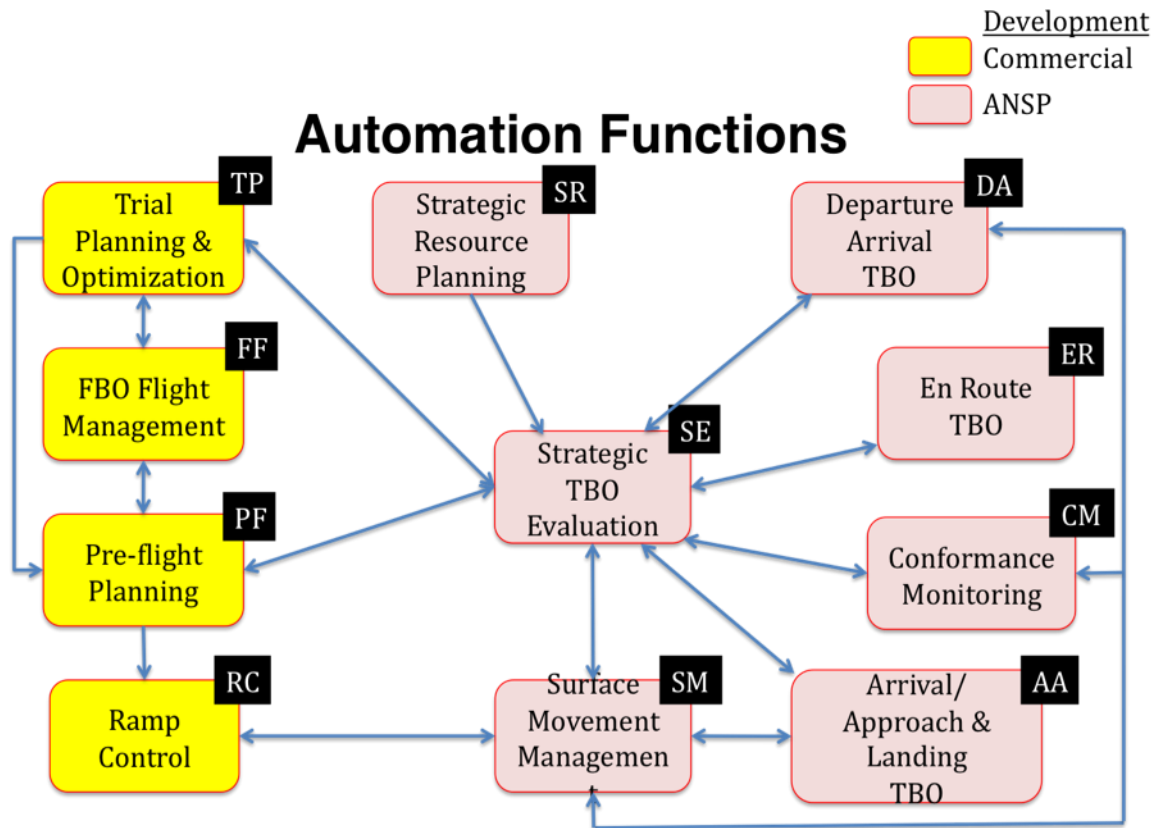 Development
Commercial
ANSP
Automation Functions
TP
Trial
Planning &
Optimization
SR
Strategic
Resource
Planning
DA
Departure
Arrival
TBO
FF
FBO Flight
Management
ER
En Route
TBO
SE
Strategic
TBO
Evaluation
PF
Pre-flight
Planning
CM
Conformance
Monitoring
RC
Ramp
Control
SM
Surface
Movement
Managemen
AA
Arrival/
Approach &
Landing
TBO